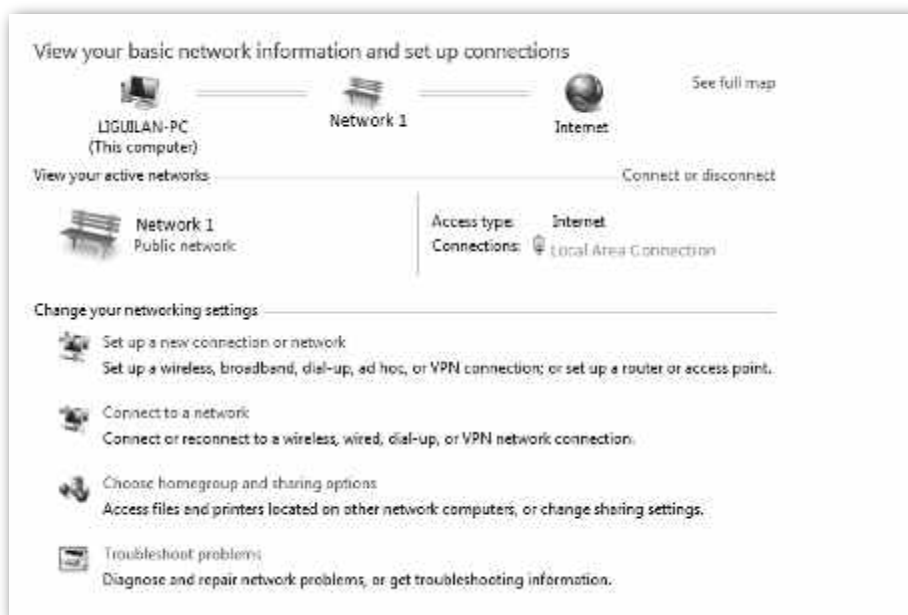 View your basic network information and set up connections
See full map
LIGUILAN-PC
(This computer)
Network 1
Internet
View your active networks
Connect or disconnect
Network 1
Public network
Access type: Internet
Connections: Local Area Connection
Change your networking settings
Set up a new connection or network
Set up a wireless, broadband, dial-up, ad hoc, or VPN connection; or set up a router or access point.
Connect to a network
Connect or reconnect to a wireless, wired, dial-up, or VPN network connection.
Choose homegroup and sharing options
Access files and printers located on other network computers, or change sharing settings.
Troubleshoot problems
Diagnose and repair network problems, or get troubleshooting information.